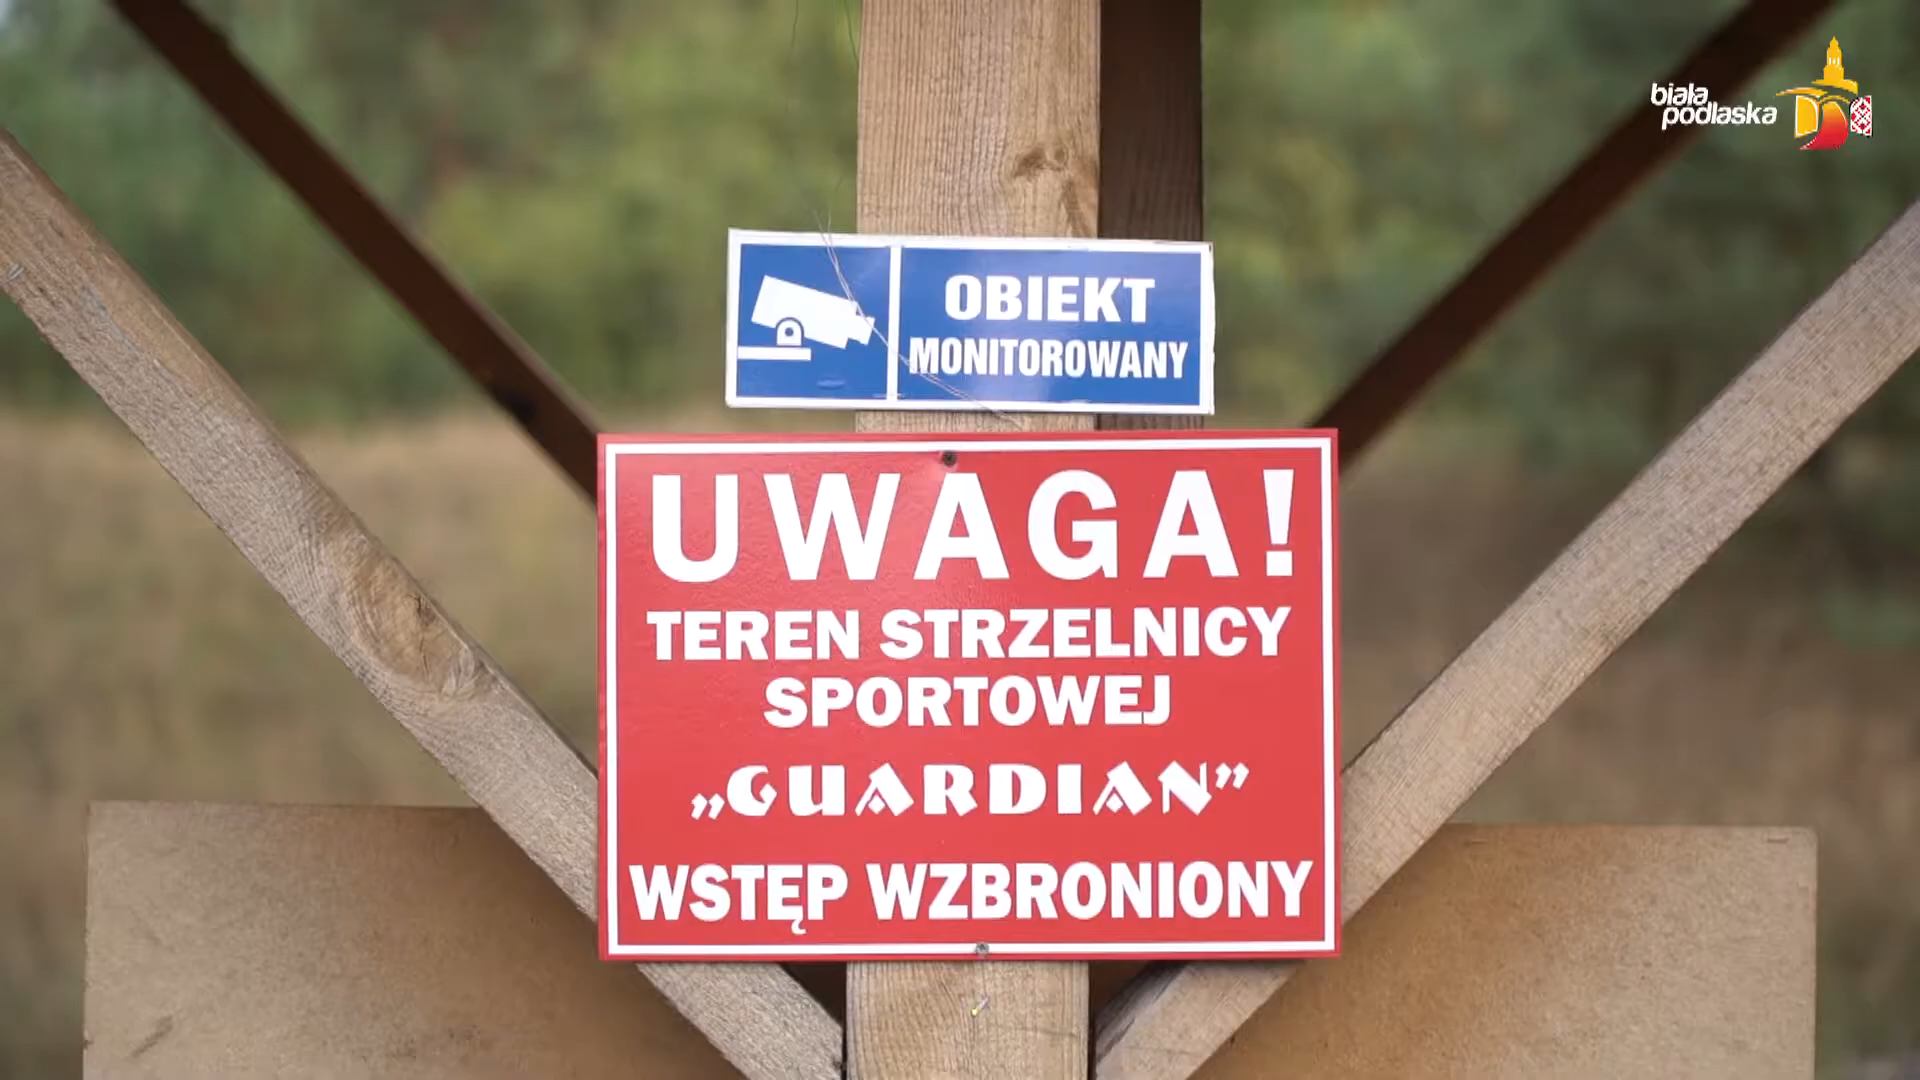 biała
podlaska
OBIEKT
MONITOROWANY
UWAGA!
TEREN STRZELNICY
SPORTOWEJ
„GUARDIAN”
WSTĘP WZBRONIONY